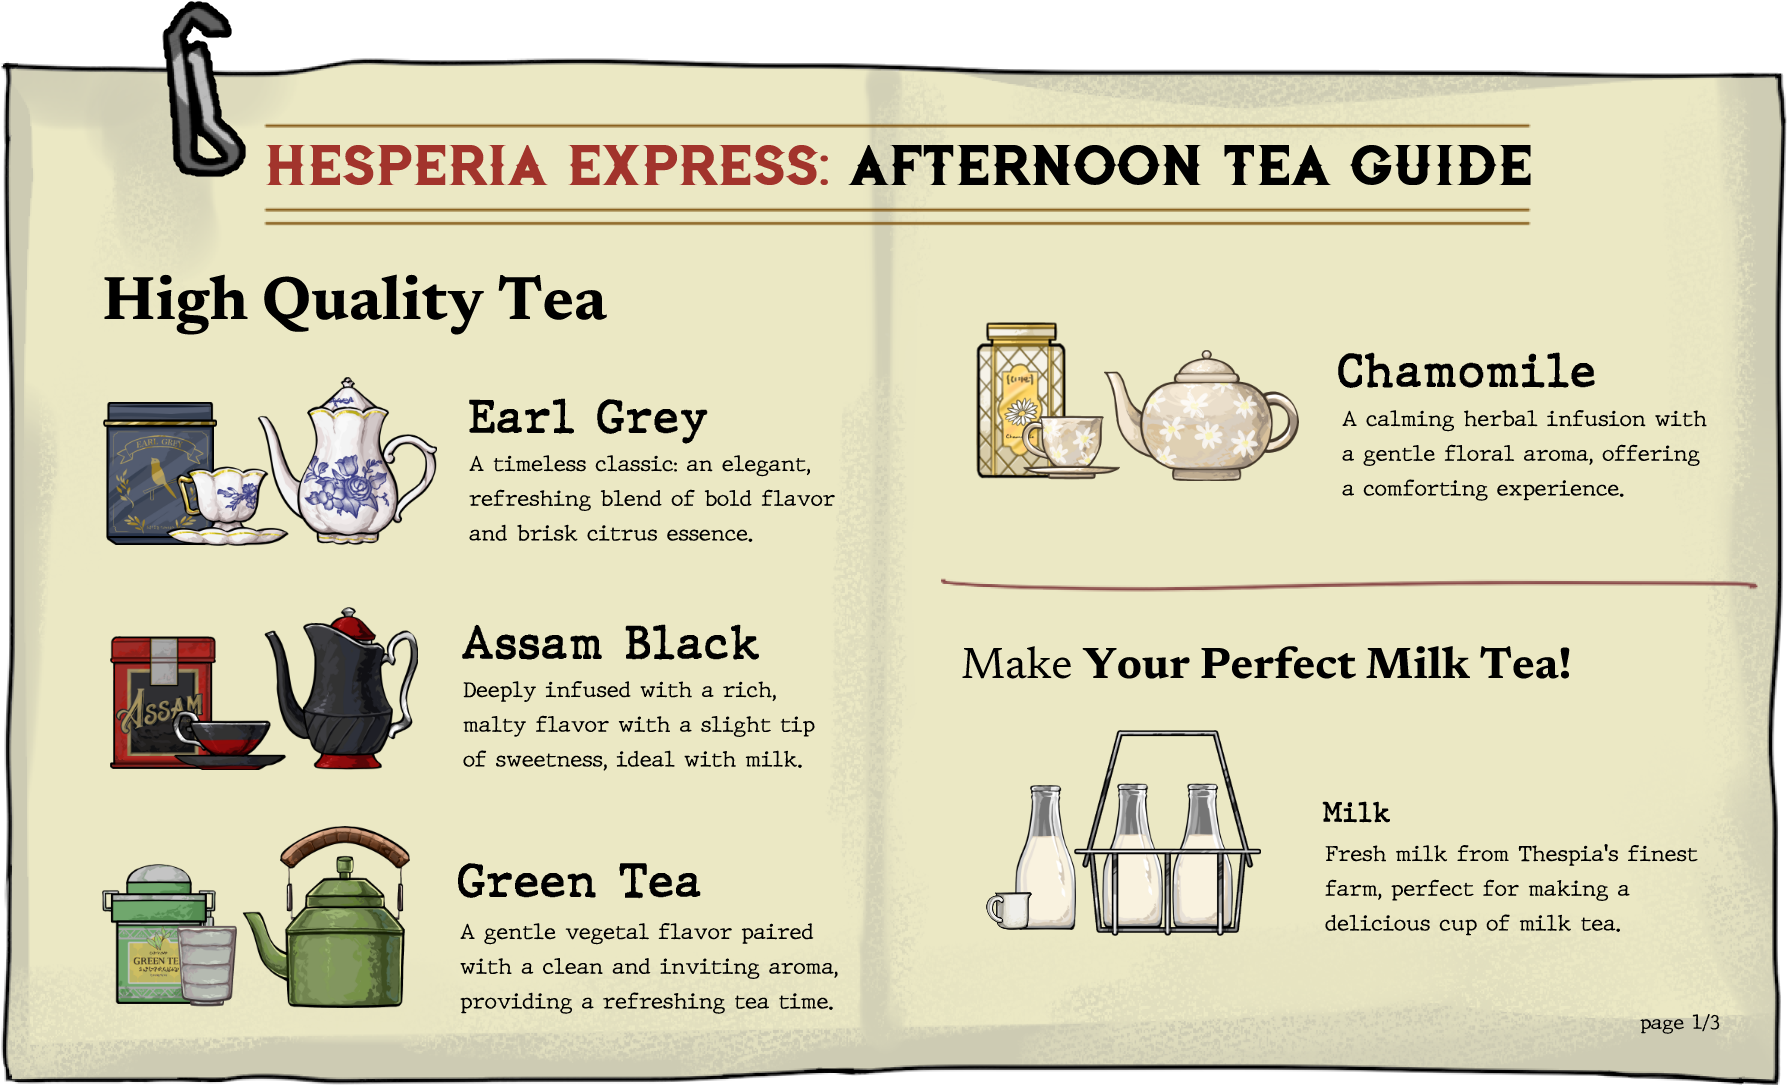 HESPERIA EXPRESS: AFTERNOON TEA GUIDE
High Quality Tea
EARL GREY
Earl Grey
A timeless classic: an elegant,
refreshing blend of bold flavor
and brisk citrus essence.
ASSAM
Assam Black
Deeply infused with a rich,
malty flavor with a slight tip
of sweetness, ideal with milk.
GREEN TE
Green Tea
A gentle vegetal flavor paired
with a clean and inviting aroma,
providing a refreshing tea time.
Chamomile
A calming herbal infusion with
a gentle floral aroma, offering
a comforting experience.
Make Your Perfect Milk Tea!
Milk
Fresh milk from Thespia's finest
farm, perfect for making a
delicious cup of milk tea.
page 1/3